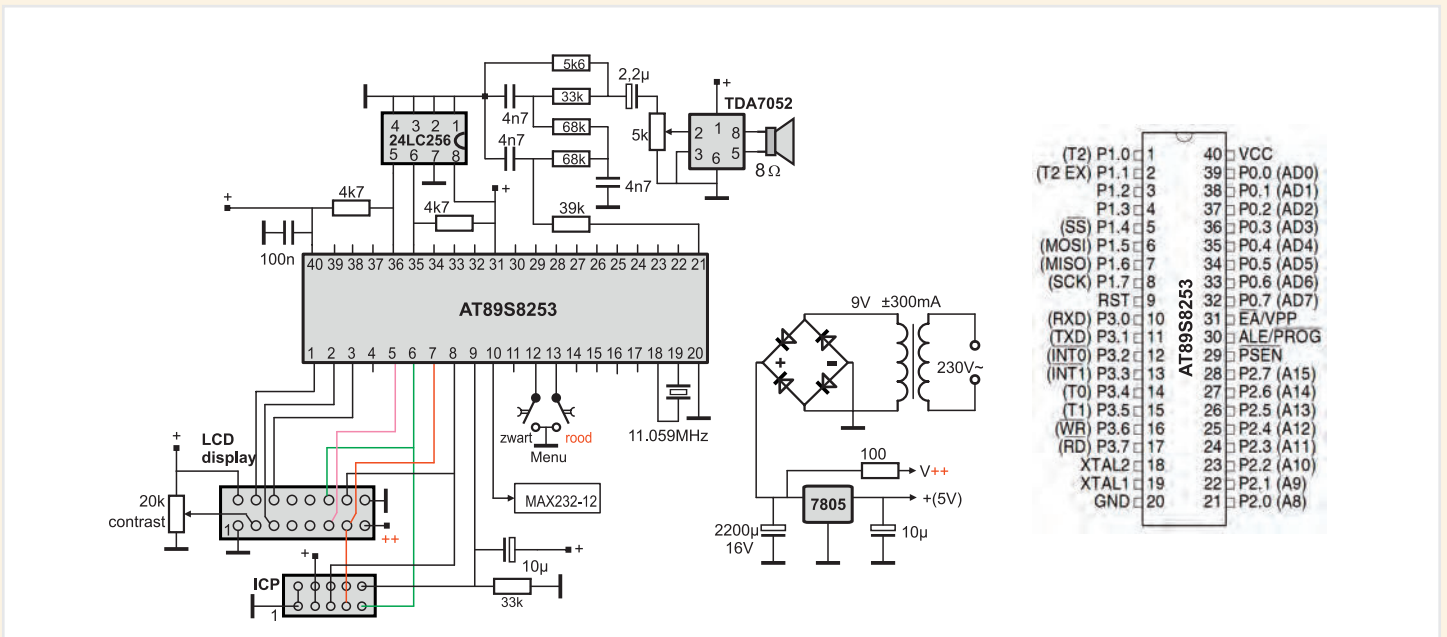 5k6
2,2µ
+
TDA7052
33k
4n7
4 3 2 1
24LC256
5 6 7 8
68k
4n7
68k
5k
2 1 8
3 6 5
8 Ω
4n7
+
4k7
+
4k7
39k
100n
40 39 38 37 36 35 34 33 32 31 30 29 28 27 26 25 24 23 22 21
AT89S8253
1 2 3 4 5 6 7 8 9 10 11 12 13 14 15 16 17 18 19 20
zwart rood
Menu
11.059MHz
+
LCD
display
20k
contrast
1
++
MAX232-12
+
10µ
+
ICP
1
33k
9V ±300mA
+ -
230V~
100
V++
7805
+(5V)
2200µ
16V
10µ
(T2) P1.0 1 40 VCC
(T2 EX) P1.1 2 39 P0.0 (AD0)
P1.2 3 38 P0.1 (AD1)
P1.3 4 37 P0.2 (AD2)
(SS) P1.4 5 36 P0.3 (AD3)
(MOSI) P1.5 6 35 P0.4 (AD4)
(MISO) P1.6 7 34 P0.5 (AD5)
(SCK) P1.7 8 33 P0.6 (AD6)
RST 9 32 P0.7 (AD7)
(RXD) P3.0 10 31 EA/VPP
(TXD) P3.1 11 30 ALE/PROG
(INT0) P3.2 12 29 PSEN
(INT1) P3.3 13 28 P2.7 (A15)
(T0) P3.4 14 27 P2.6 (A14)
(T1) P3.5 15 26 P2.5 (A13)
(WR) P3.6 16 25 P2.4 (A12)
(RD) P3.7 17 24 P2.3 (A11)
XTAL2 18 23 P2.2 (A10)
XTAL1 19 22 P2.1 (A9)
GND 20 21 P2.0 (A8)
AT89S8253